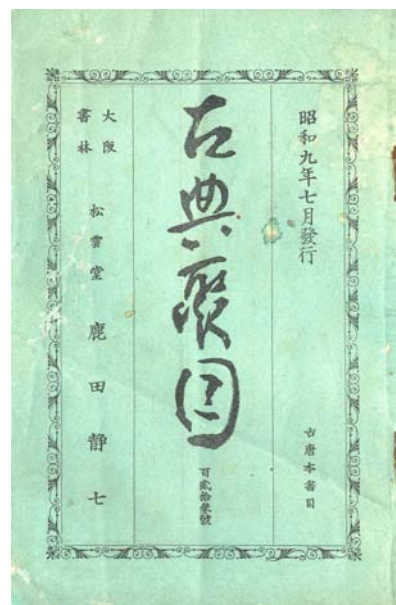 昭和九年七月發行
古唐本書目
古典聚目
百貳拾參號
大阪
書林
松雲堂
鹿田靜七